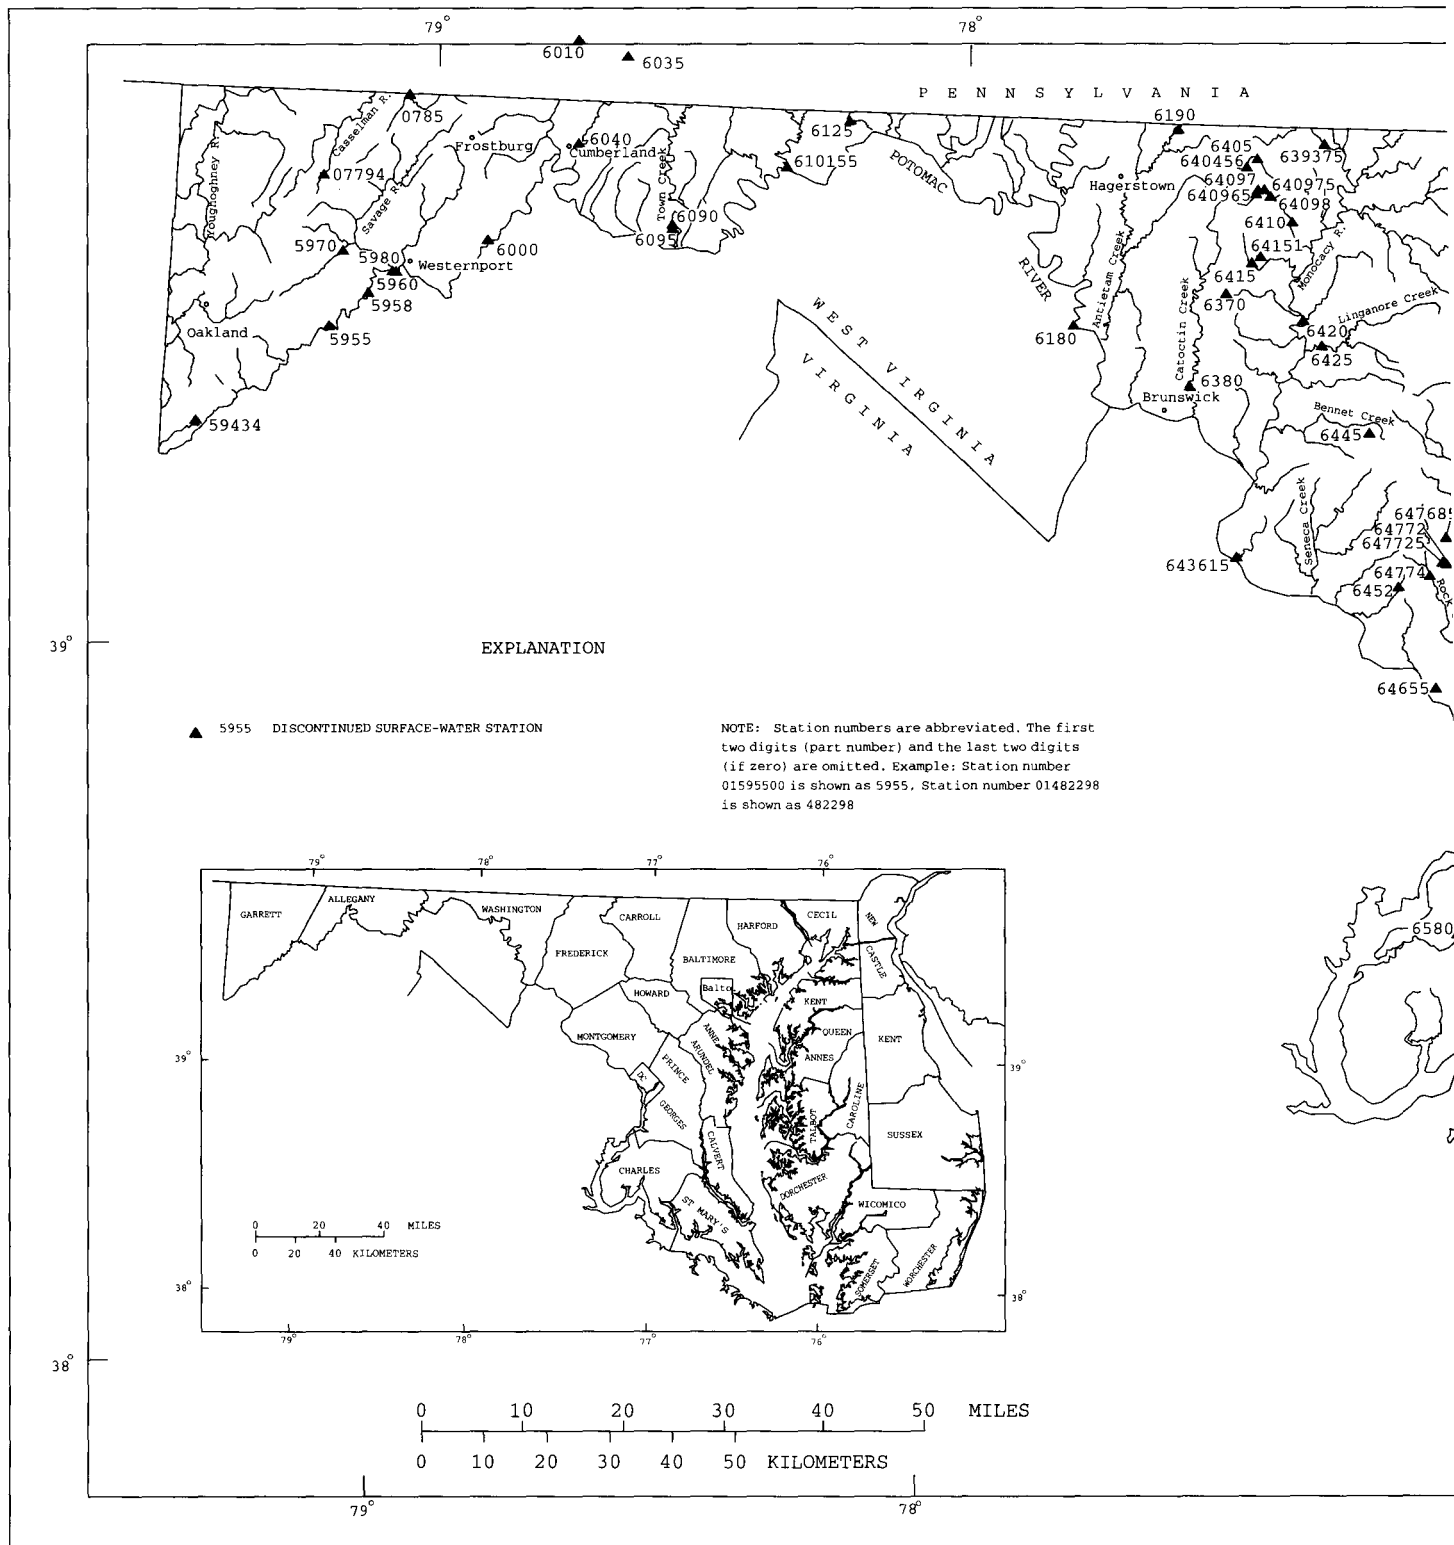 79° 78°
6010
6035
PENNSYLVANIA
0785
Casselman R.
Youghoghney R.
Frostburg
6040
Cumberland
6125
6190
6405
640456
639375
POTOMAC
610155
07794
Savage R.
Town Creek
Hagerstown
64097
640975
640965
64098
6090
6095
6410
5970
6000
5980
Westernport
5960
5958
RIVER
Antietam Creek
64151
6415
Monocacy R.
6370
Catoctin Creek
Linganore Creek
Oakland
5955
WEST VIRGINIA
VIRGINIA
6180
6420
6425
6380
Brunswick
59434
Bennet Creek
6445
Seneca Creek
64772
647725
643615
64774
6452
Rock
39°
EXPLANATION
64655
5955 DISCONTINUED SURFACE-WATER STATION
NOTE: Station numbers are abbreviated. The first
two digits (part number) and the last two digits
(if zero) are omitted. Example: Station number
01595500 is shown as 5955, Station number 01482298
is shown as 482298
79° 78° 77° 76°
GARRETT
ALLEGANY
WASHINGTON
FREDERICK
CARROLL
BALTIMORE
HARFORD
CECIL
NEW
CASTLE
HOWARD
Balto
KENT
MONTGOMERY
ANNE
ARUNDEL
QUEEN
ANNES
KENT
39° 39°
PRINCE
GEORGES
DC
TALBOT
CAROLINE
SUSSEX
CALVERT
CHARLES
DORCHESTER
WICOMICO
ST MARY'S
SOMERSET
WORCHESTER
0 20 40 MILES
0 20 40 KILOMETERS
38° 38°
79° 78° 77° 76°
6580
38°
0 10 20 30 40 50 MILES
0 10 20 30 40 50 KILOMETERS
79° 78°